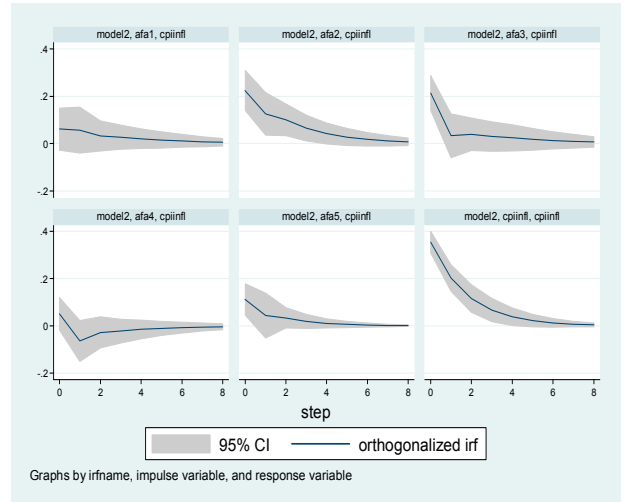 model2, afa1, cpiinfl
model2, afa2, cpiinfl
model2, afa3, cpiinfl
.4
.2
0
-.2
model2, afa4, cpiinfl
model2, afa5, cpiinfl
model2, cpiinfl, cpiinfl
.4
.2
0
-.2
0 2 4 6 8
0 2 4 6 8
0 2 4 6 8
step
95% CI
orthogonalized irf
Graphs by irfname, impulse variable, and response variable